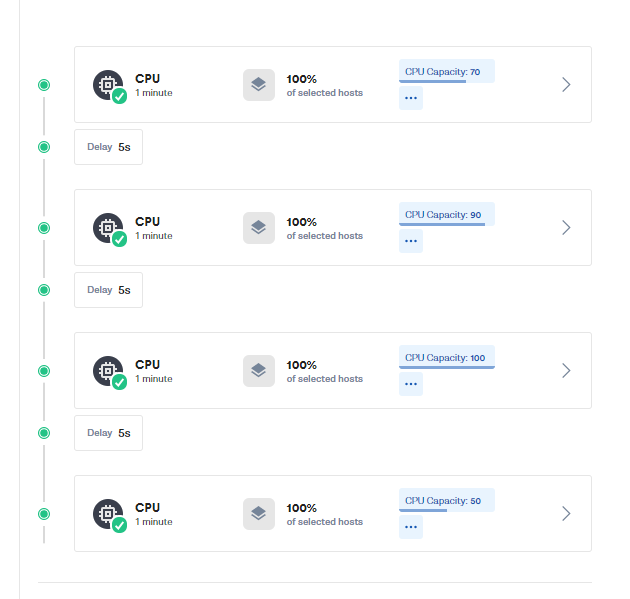 CPU
1 minute
100%
of selected hosts
CPU Capacity: 70
...
Delay 5s
CPU
1 minute
100%
of selected hosts
CPU Capacity: 90
...
Delay 5s
CPU
1 minute
100%
of selected hosts
CPU Capacity: 100
...
Delay 5s
CPU
1 minute
100%
of selected hosts
CPU Capacity: 50
...